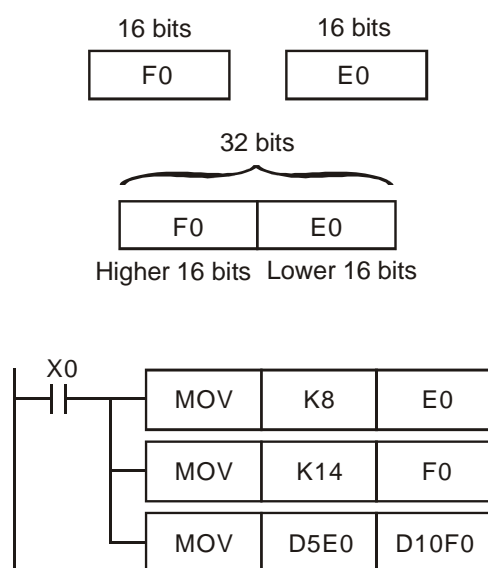 16 bits 16 bits
F0 E0
32 bits
F0 E0
Higher 16 bits Lower 16 bits
X0
MOV K8 E0
MOV K14 F0
MOV D5E0 D10F0